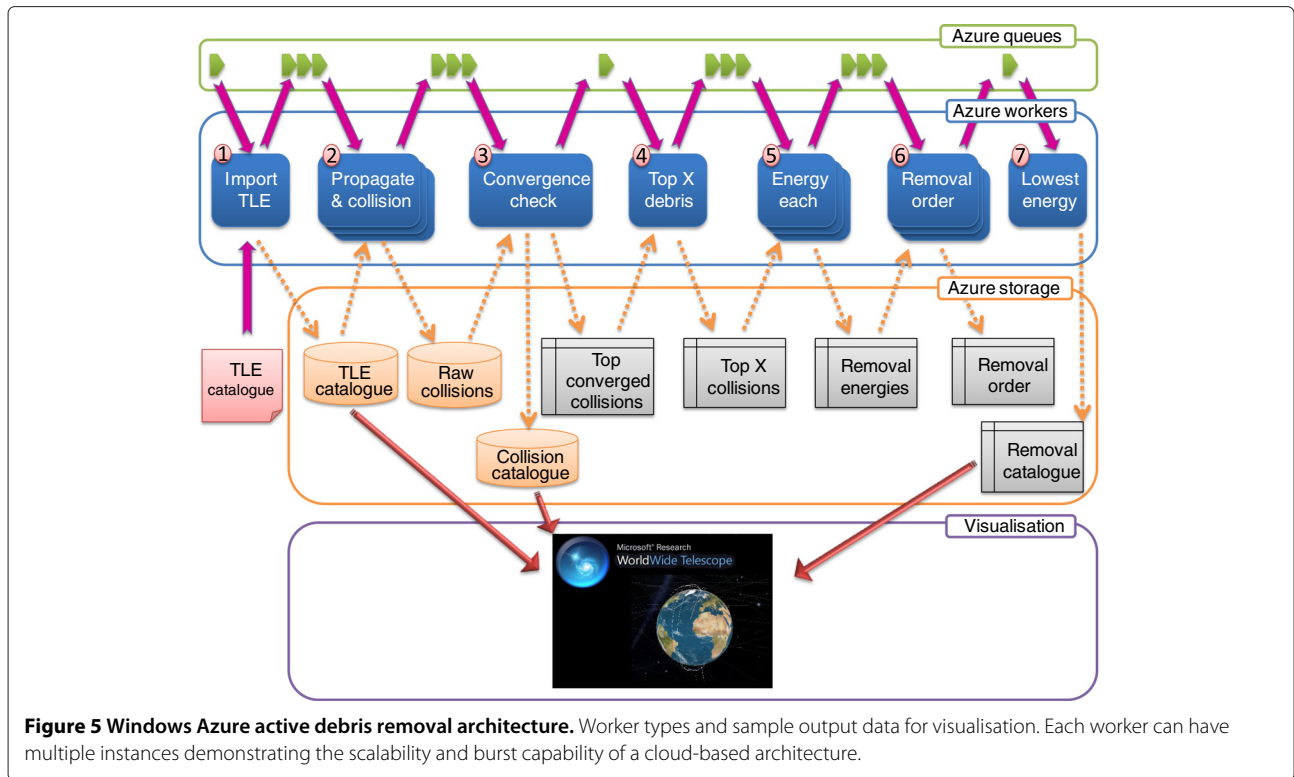 Azure queues
Azure workers
1
Import
TLE
2
Propagate
& collision
3
Convergence
check
4
Top X
debris
5
Energy
each
6
Removal
order
7
Lowest
energy
Azure storage
TLE
catalogue
TLE
catalogue
Raw
collisions
Top
converged
collisions
Top X
collisions
Removal
energies
Removal
order
Collision
catalogue
Removal
catalogue
Visualisation
Microsoft® Research
WorldWide Telescope
Figure 5 Windows Azure active debris removal architecture. Worker types and sample output data for visualisation. Each worker can have
multiple instances demonstrating the scalability and burst capability of a cloud-based architecture.